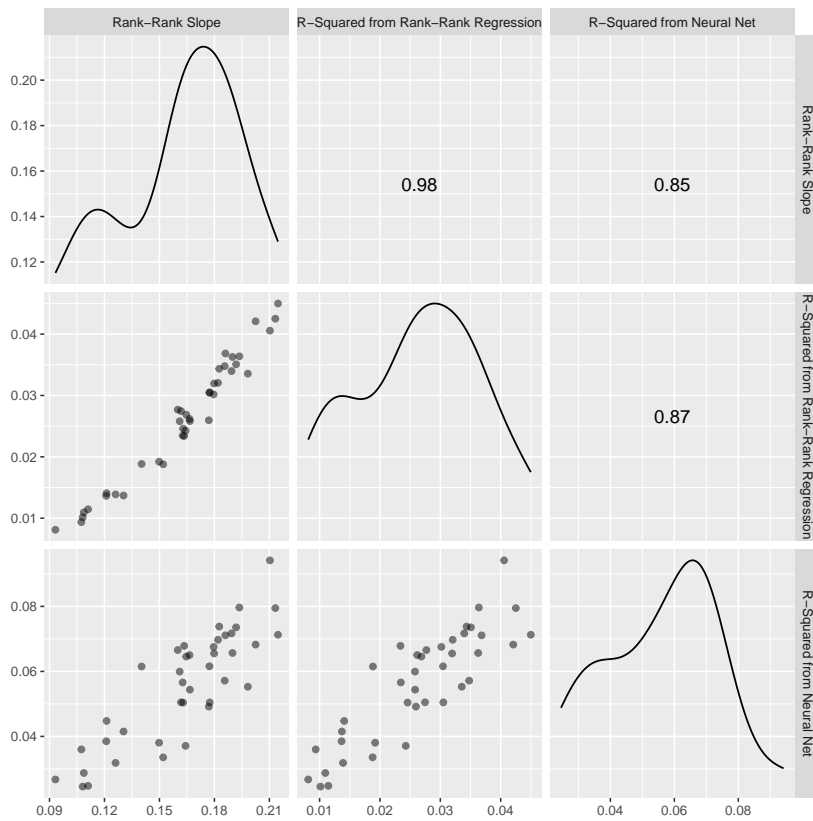 Rank−Rank Slope
R−Squared from Rank−Rank Regression
R−Squared from Neural Net
0.20
0.18
0.16
0.14
0.12
0.98
0.85
Rank−Rank Slope
0.04
0.03
0.02
0.01
0.87
R−Squared from Rank−Rank Regression
0.08
0.06
0.04
R−Squared from Neural Net
0.09 0.12 0.15 0.18 0.21
0.01 0.02 0.03 0.04
0.04 0.06 0.08